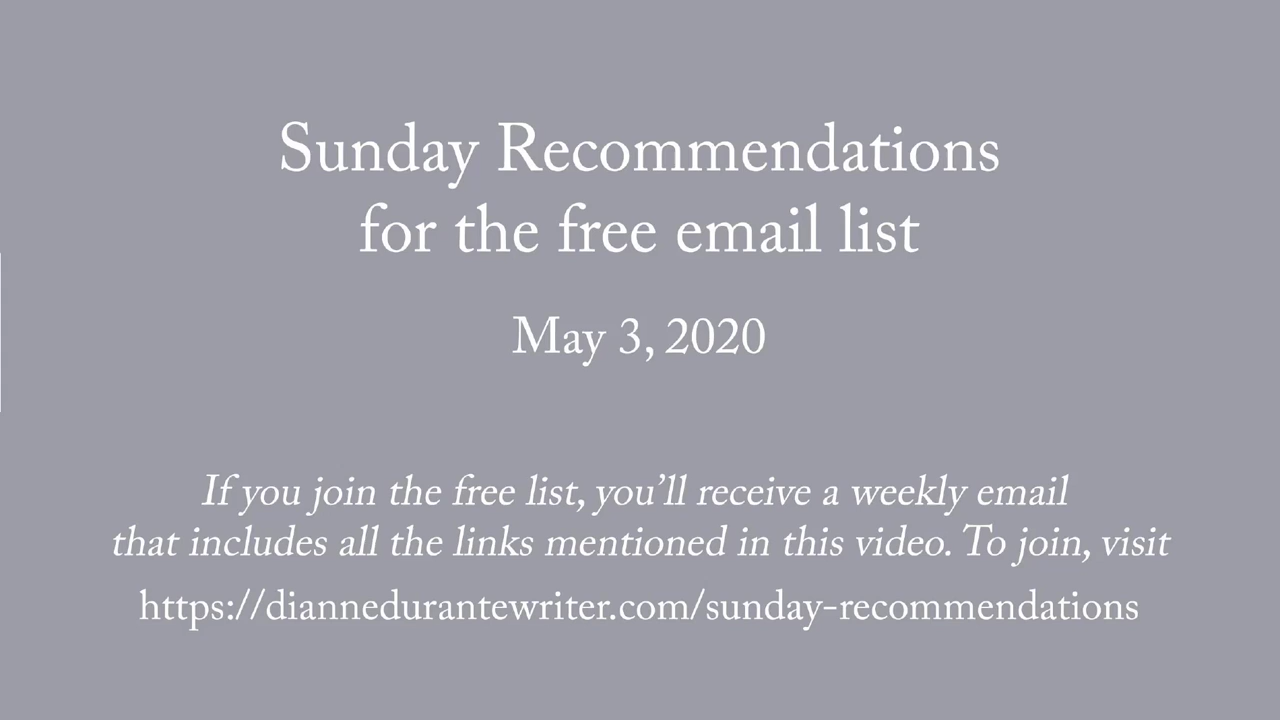 Sunday Recommendations
for the free email list
May 3, 2020
If you join the free list, you’ll receive a weekly email
that includes all the links mentioned in this video. To join, visit
https://diannedurantewriter.com/sunday-recommendations